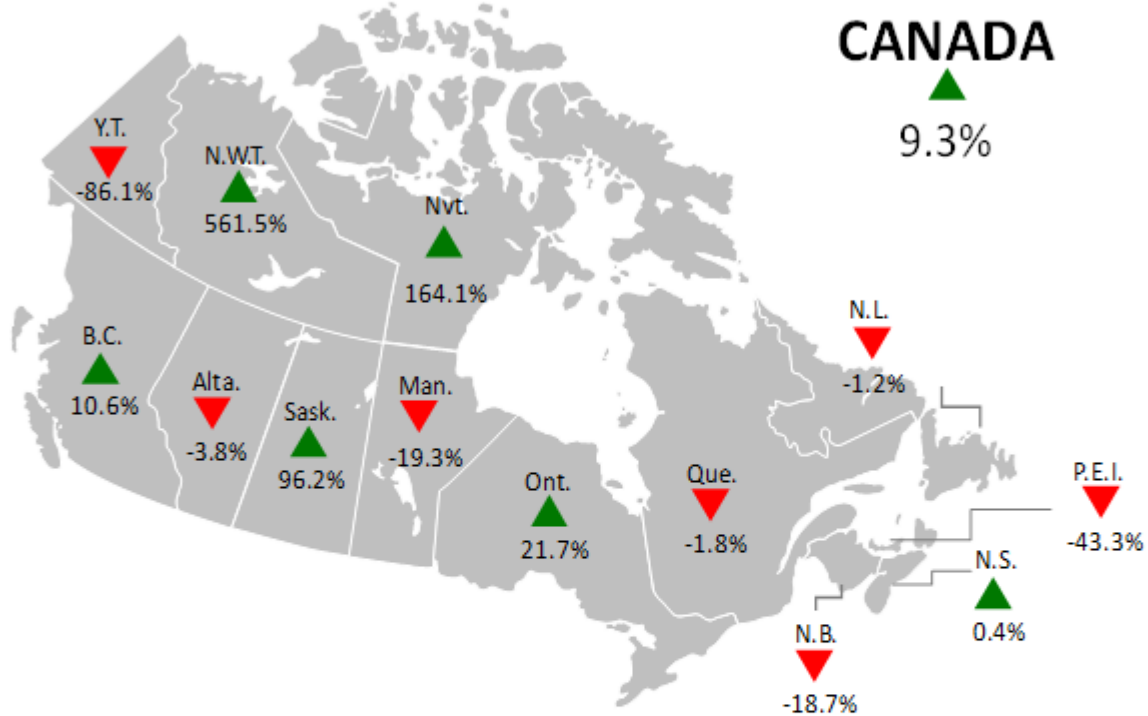 CANADA
9.3%
Y.T.
-86.1%
N.W.T.
561.5%
Nvt.
164.1%
B.C.
10.6%
Alta.
-3.8%
Sask.
96.2%
Man.
-19.3%
Ont.
21.7%
Que.
-1.8%
N.L.
-1.2%
P.E.I.
-43.3%
N.S.
0.4%
N.B.
-18.7%